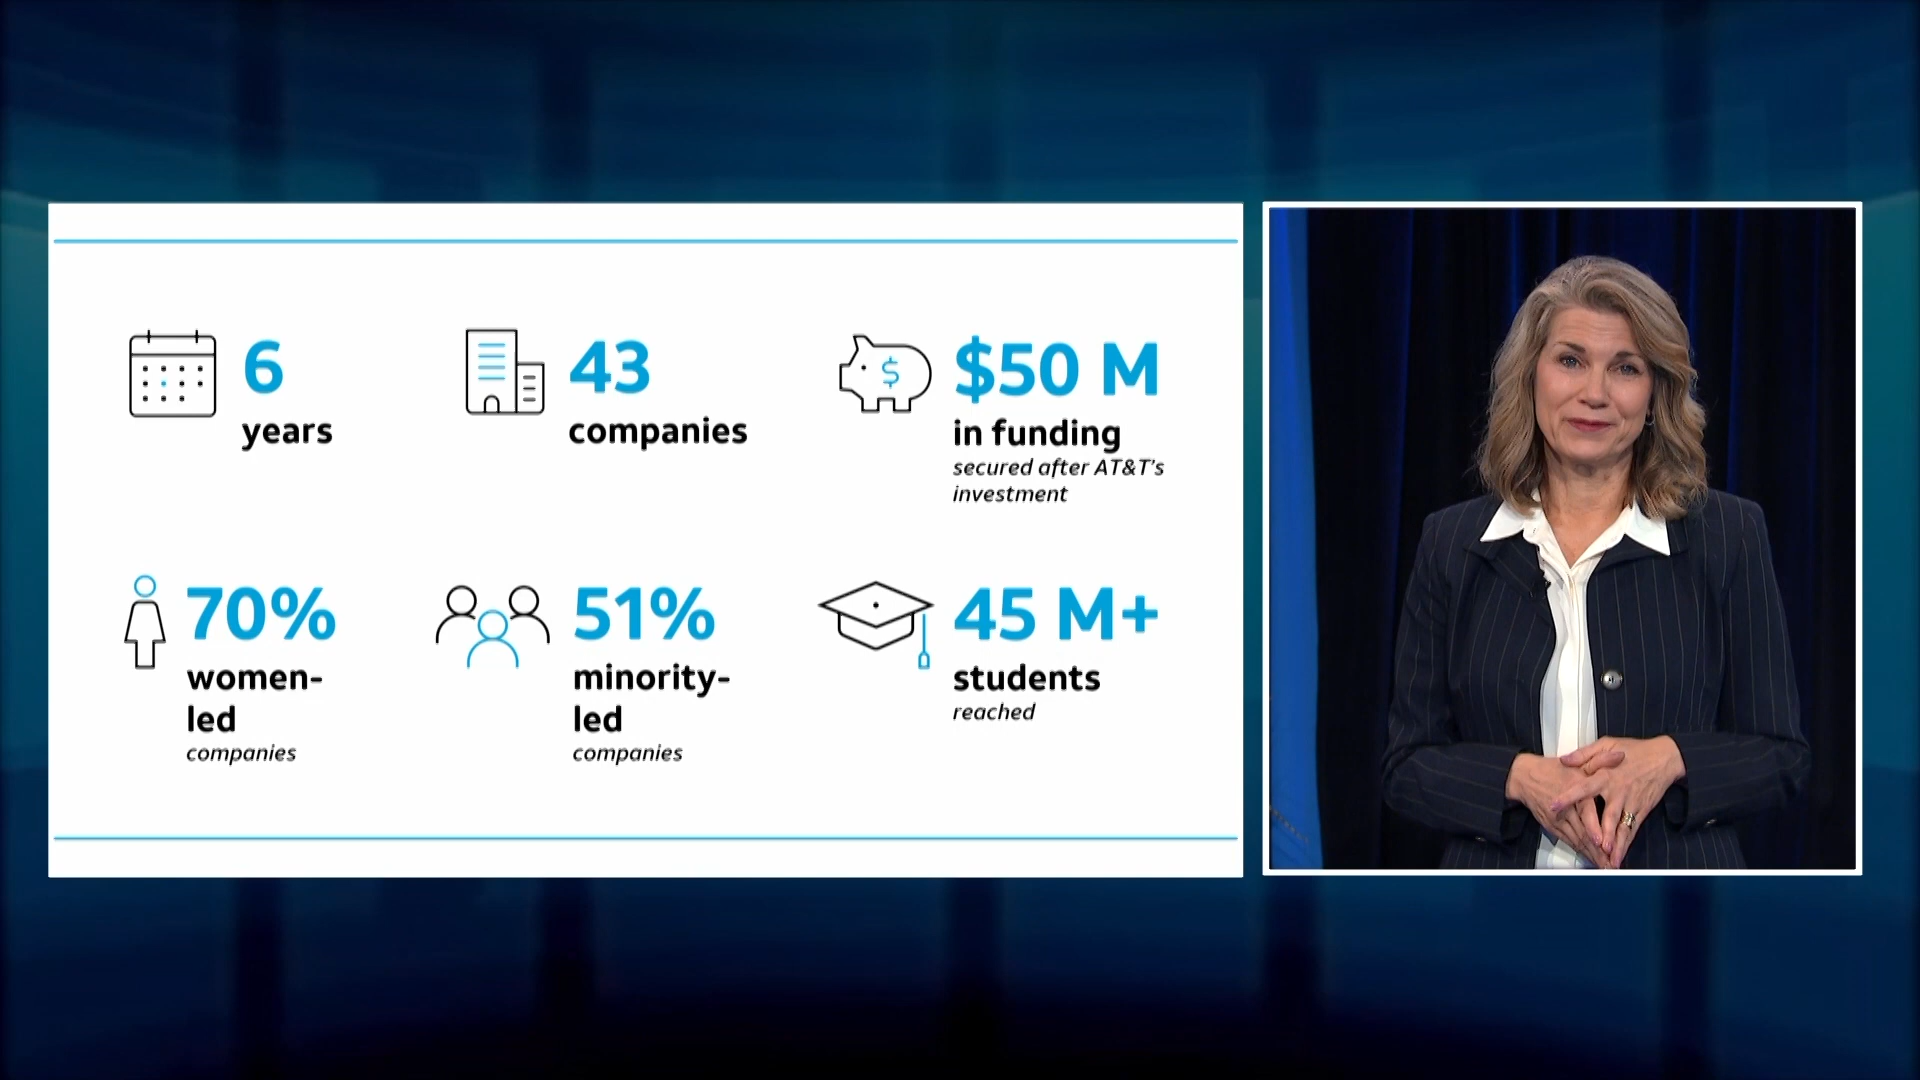 6
years
43
companies
$50 M
in funding
secured after AT&T's
investment
70%
women-
led
companies
51%
minority-
led
companies
45 M+
students
reached